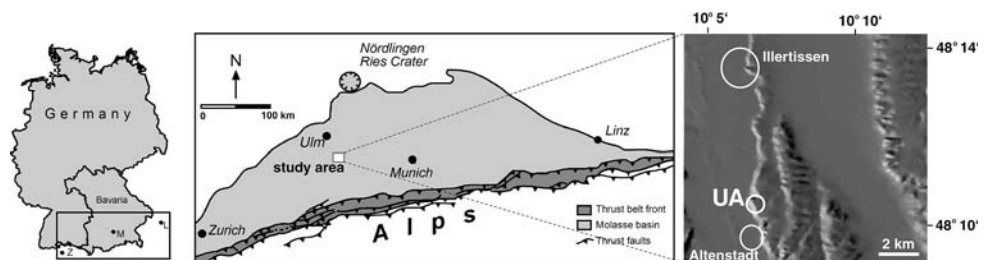 Germany
Bavaria
M
L
Z
Nördlingen
Ries Crater
N
0
100 km
Ulm
study area
Munich
Linz
Zurich
Alps
Thrust belt front
Molasse basin
Thrust faults
10° 5'
10° 10'
48° 14'
Illertissen
UA
48° 10'
Altenstadt
2 km